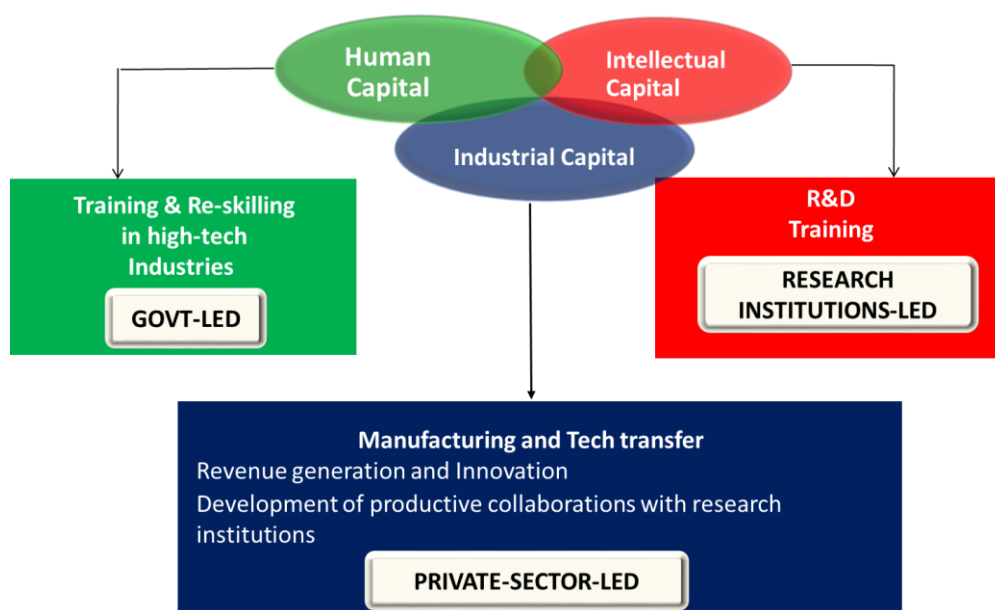 Human
Capital
Intellectual
Capital
Industrial Capital
Training & Re-skilling
in high-tech
Industries
GOVT-LED
R&D
Training
RESEARCH
INSTITUTIONS-LED
Manufacturing and Tech transfer
Revenue generation and Innovation
Development of productive collaborations with research
institutions
PRIVATE-SECTOR-LED